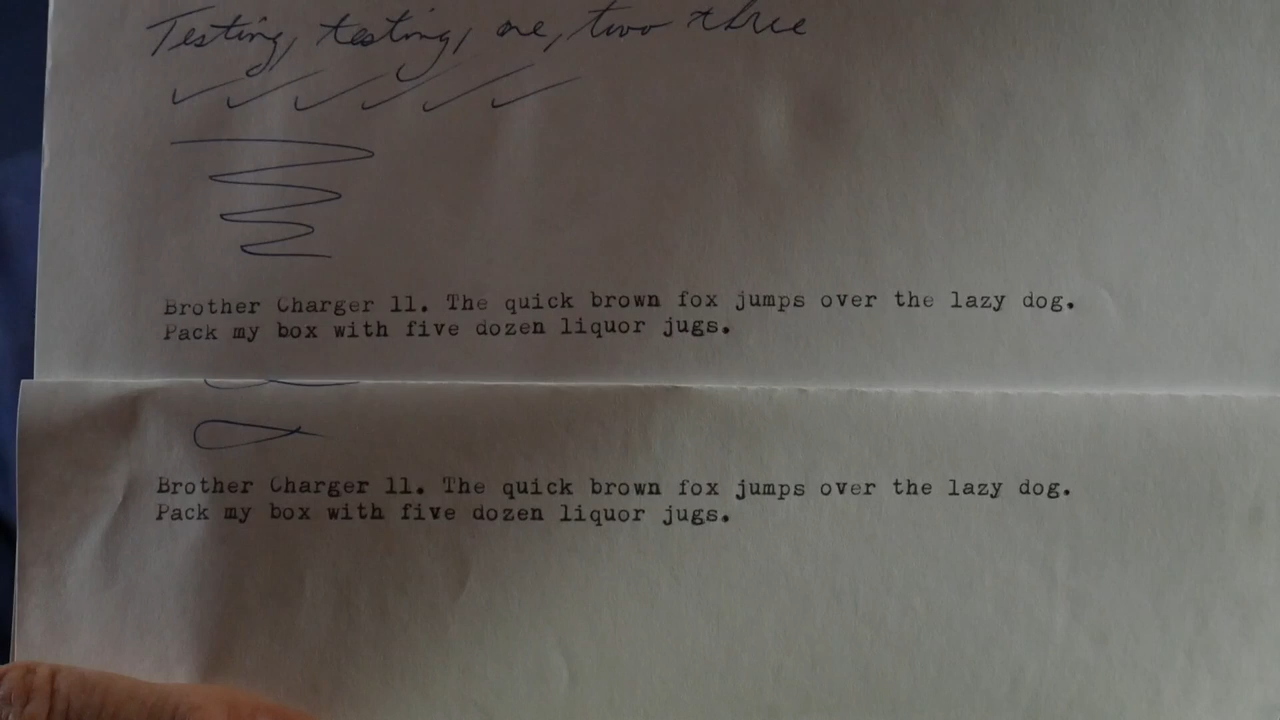 Testing, testing, one, two three
Brother Charger 11. The quick brown fox jumps over the lazy dog.
Pack my box with five dozen liquor jugs.
Brother Charger 11. The quick brown fox jumps over the lazy dog.
Pack my box with five dozen liquor jugs.